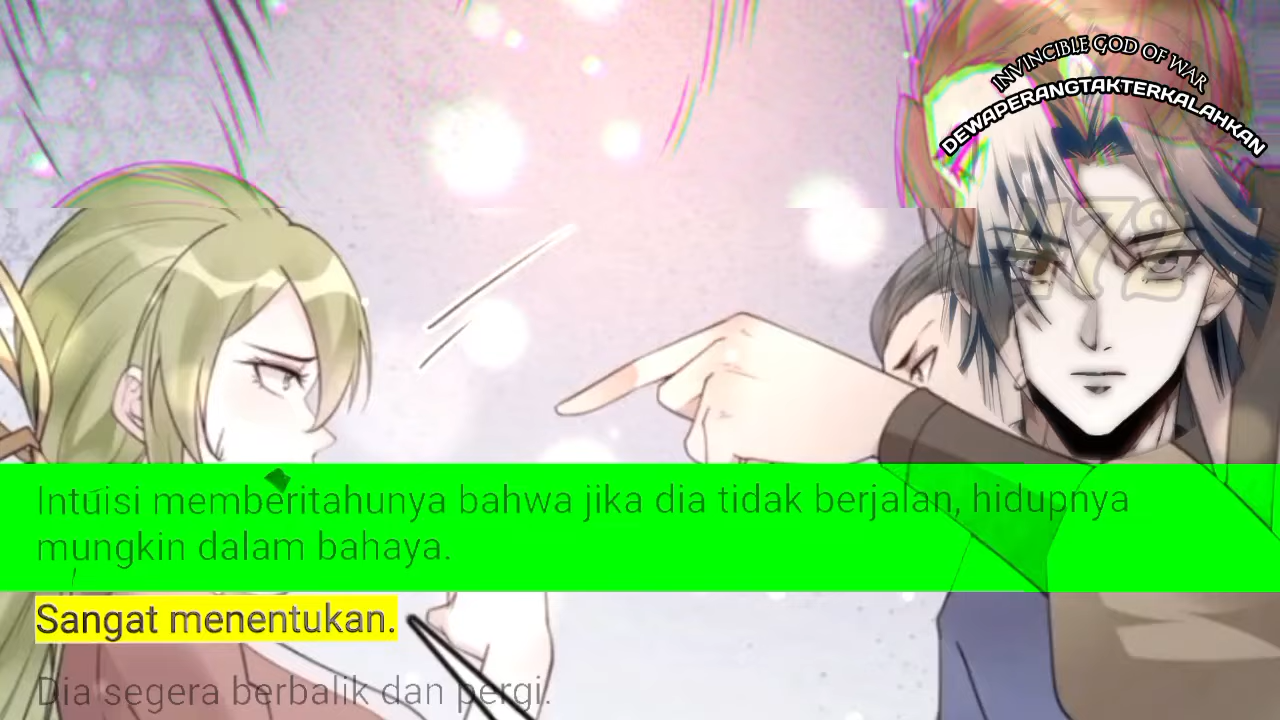 INVINCIBLE GOD OF WAR
DEWAPERANGTAKTERKALAHKAN
Intuisi memberitahunya bahwa jika dia tidak berjalan, hidupnya
mungkin dalam bahaya.
Sangat menentukan.
Dia segera berbalik dan pergi.